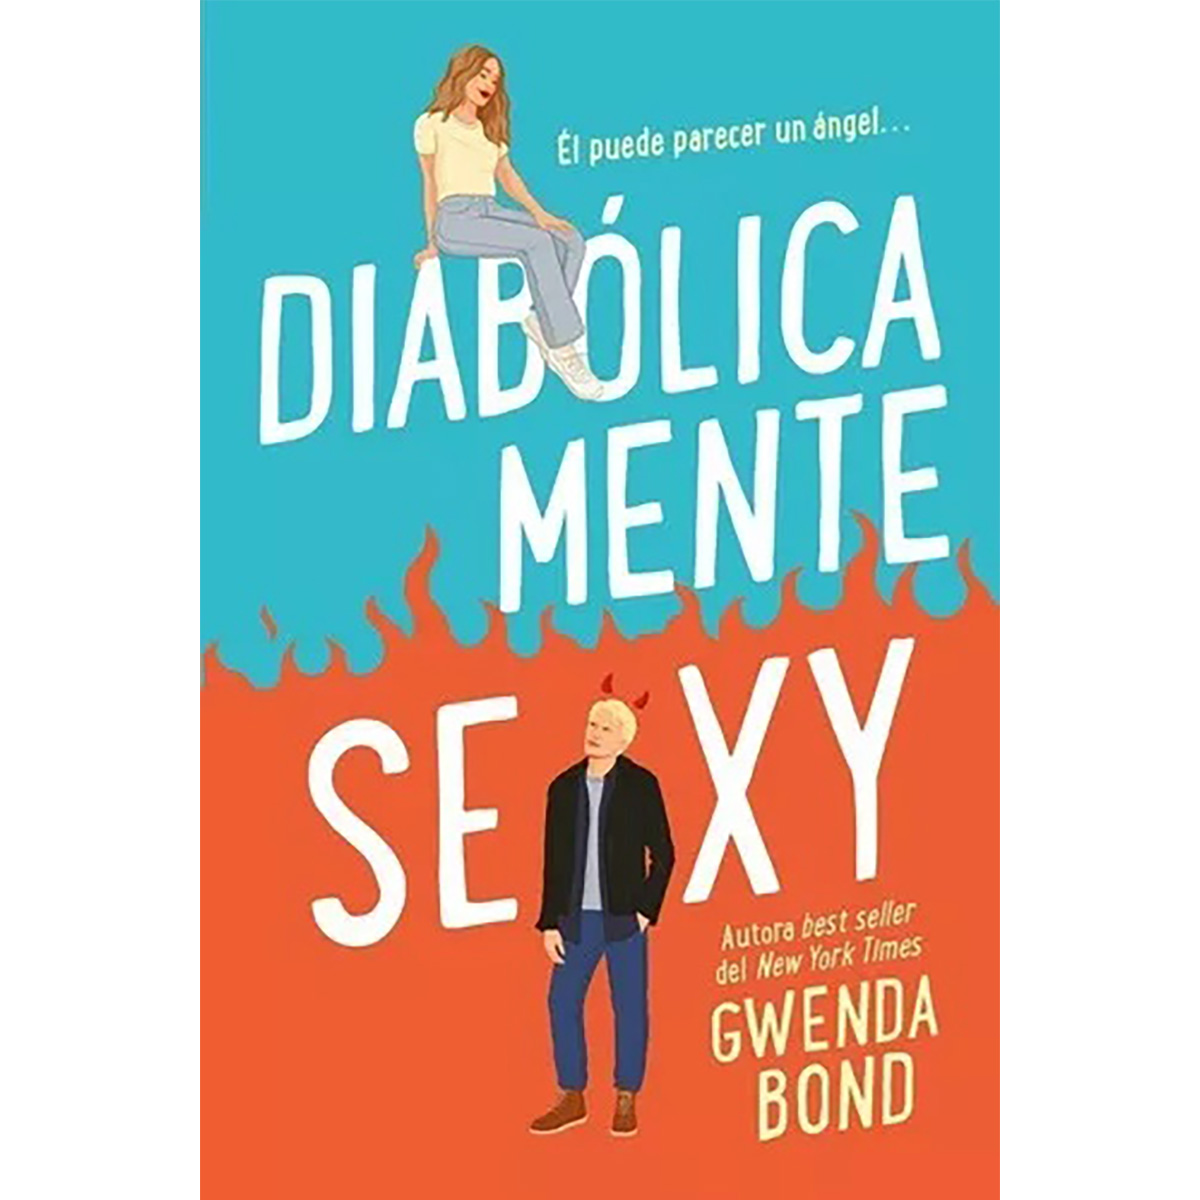 Él puede parecer un ángel...
DIABÓLICA
MENTE
SEXY
Autora best seller
del New York Times
GWENDA
BOND